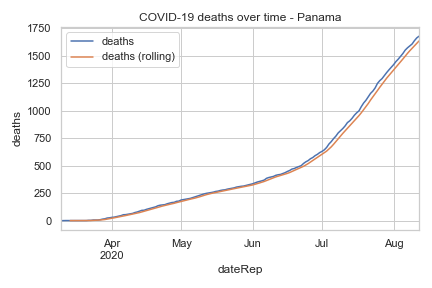 COVID-19 deaths over time - Panama
deaths
deaths (rolling)
1750
1500
1250
1000
750
500
250
0
deaths
Apr
2020
May
Jun
Jul
Aug
dateRep